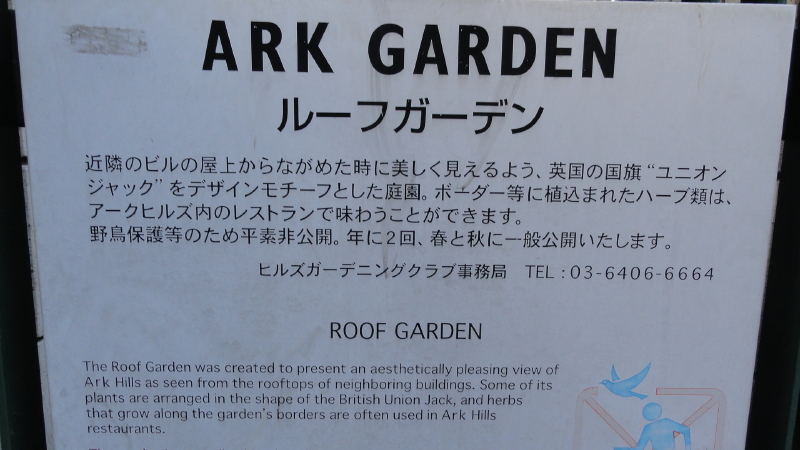 ARK GARDEN
ルーフガーデン
近隣のビルの屋上からながめた時に美しく見えるよう、英国の国旗“ユニオン
ジャック”をデザインモチーフとした庭園。ボーダー等に植込まれたハーブ類は、
アークヒルズ内のレストランで味わうことができます。
野鳥保護等のため平素非公開。年に2回、春と秋に一般公開いたします。
ヒルズガーデニングクラブ事務局 TEL : 03-6406-6664
ROOF GARDEN
The Roof Garden was created to present an aesthetically pleasing view of
Ark Hills as seen from the rooftops of neighboring buildings. Some of its
plants are arranged in the shape of the British Union Jack, and herbs
that grow along the garden's borders are often used in Ark Hills
restaurants.